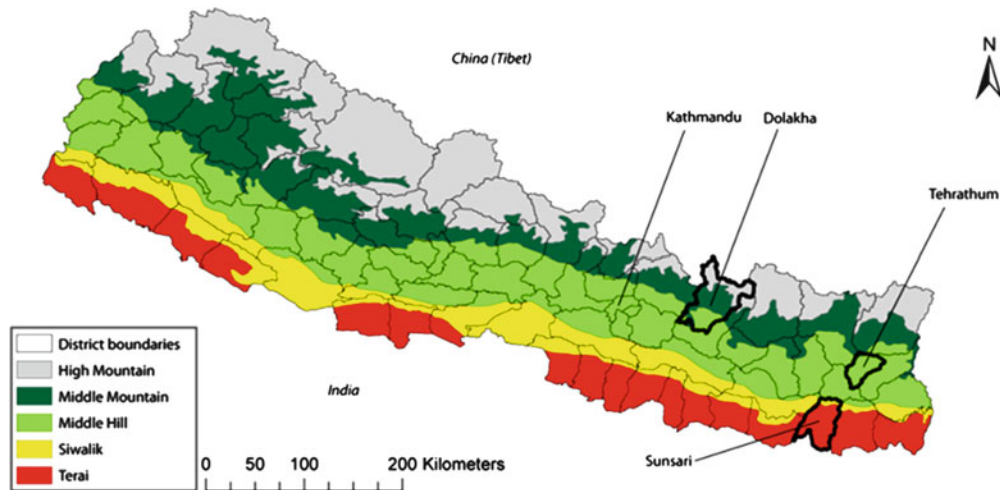 China (Tibet)
N
Kathmandu
Dolakha
Tehrathum
District boundaries
High Mountain
Middle Mountain
Middle Hill
Siwalik
Terai
India
0 50 100 200 Kilometers
Sunsari